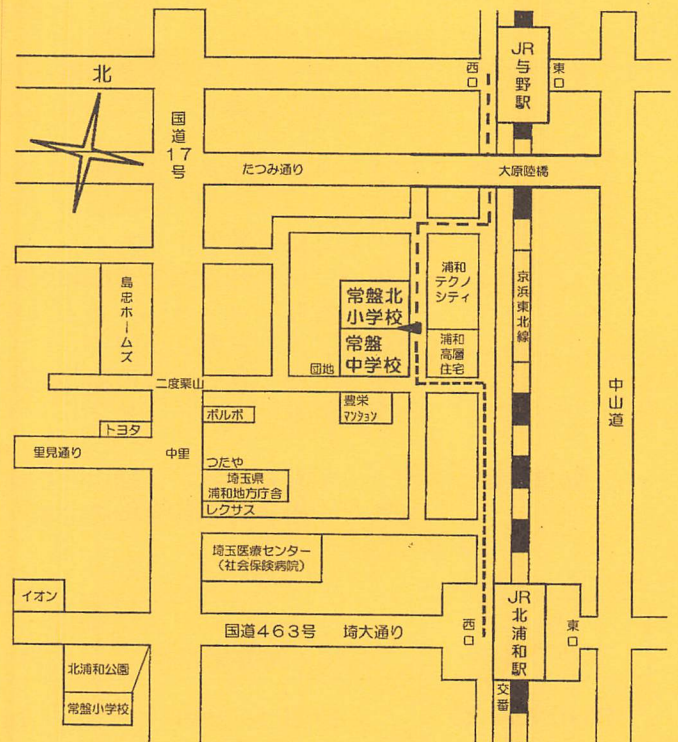 北
国道17号
西口
JR与野駅
東口
たつみ通り
大原陸橋
島忠ホームズ
常盤北
小学校
常盤
中学校
団地
浦和
テクノ
シティ
浦和
高層
住宅
京浜東北線
中山道
二度栗山
ボルボ
豊栄
マンション
トヨタ
里見通り
中里
つたや
埼玉県
浦和地方庁舎
レクサス
埼玉医療センター
(社会保険病院)
イオン
国道463号 埼大通り
西口
JR北浦和駅
東口
交番
北浦和公園
常盤小学校